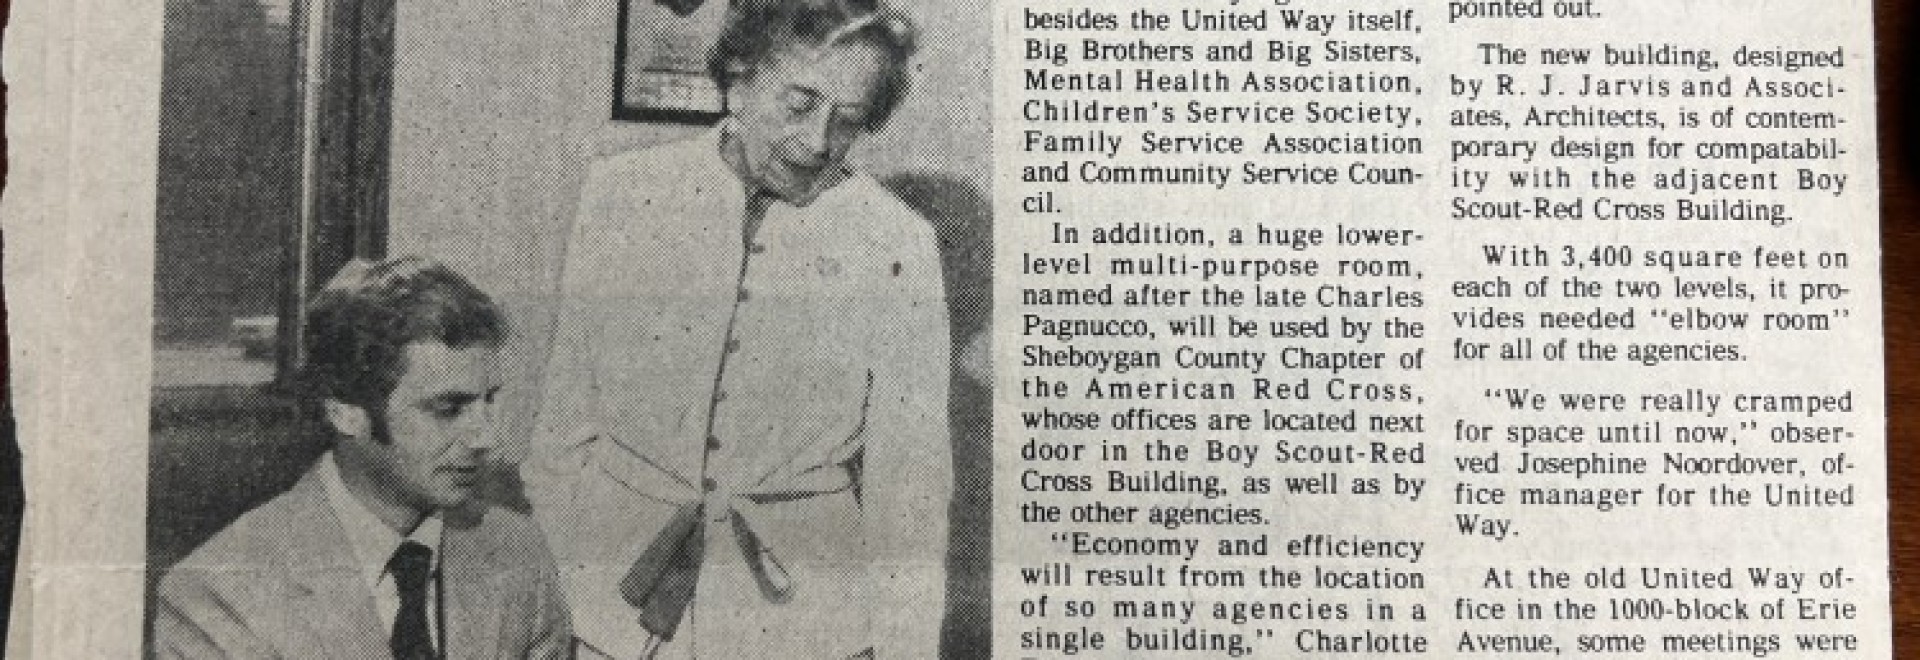 besides the United Way itself,
Big Brothers and Big Sisters,
Mental Health Association,
Children's Service Society,
Family Service Association
and Community Service Coun-
cil.
In addition, a huge lower-
level multi-purpose room,
named after the late Charles
Pagnucco, will be used by the
Sheboygan County Chapter of
the American Red Cross,
whose offices are located next
door in the Boy Scout-Red
Cross Building, as well as by
the other agencies.
"Economy and efficiency
will result from the location
of so many agencies in a
single building," Charlotte
pointed out.
The new building, designed
by R. J. Jarvis and Associ-
ates, Architects, is of contem-
porary design for compatabil-
ity with the adjacent Boy
Scout-Red Cross Building.
With 3,400 square feet on
each of the two levels, it pro-
vides needed "elbow room"
for all of the agencies.
"We were really cramped
for space until now," obser-
ved Josephine Noordover, of-
fice manager for the United
Way.
At the old United Way of-
fice in the 1000-block of Erie
Avenue, some meetings were